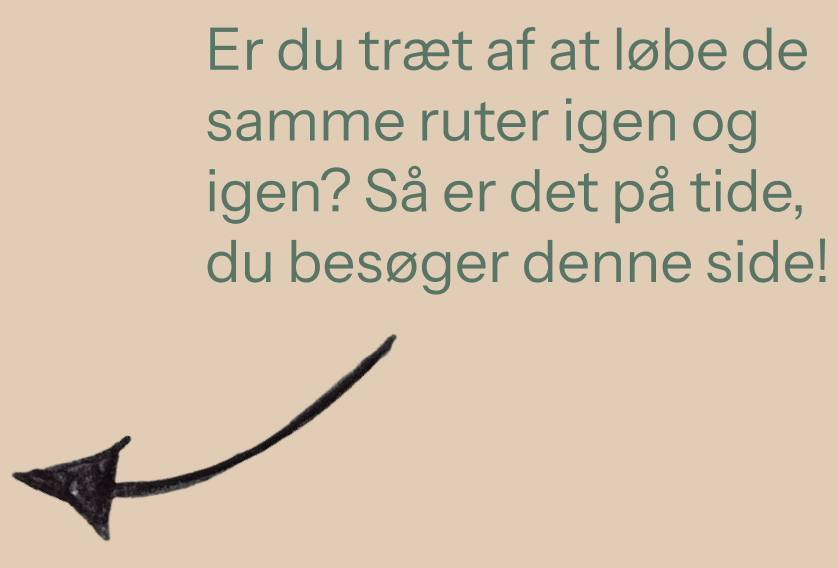 Er du træt af at løbe de
samme ruter igen og
igen? Så er det på tide,
du besøger denne side!